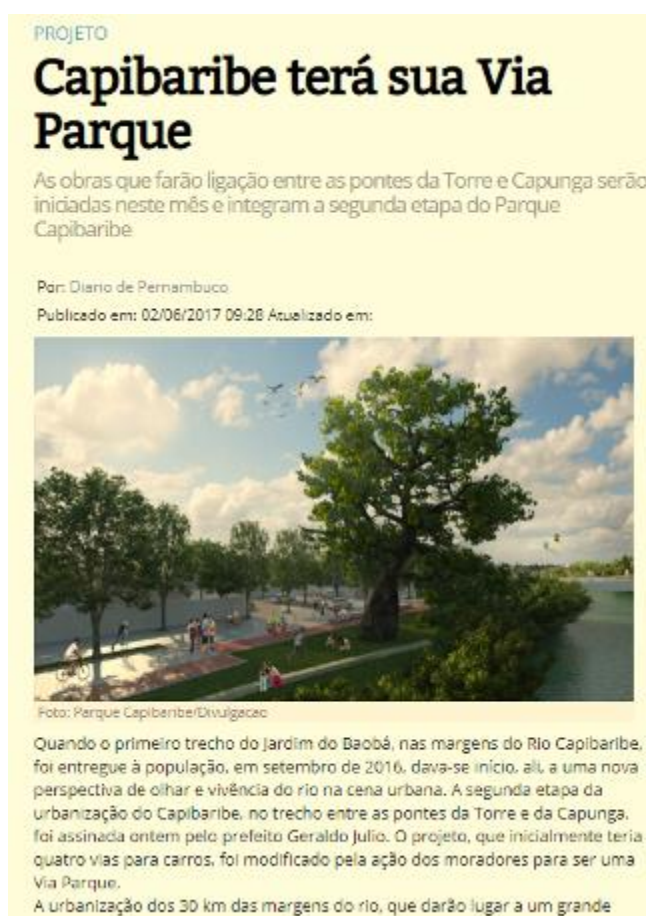 PROJETO
Capibaribe terá sua Via
Parque
As obras que farão ligação entre as pontes da Torre e Capunga serão
iniciadas neste mês e integram a segunda etapa do Parque
Capibaribe
Por: Diario de Pernambuco
Publicado em: 02/06/2017 09:28 Atualizado em:
Foto: Parque Capibaribe/Divulgacao
Quando o primeiro trecho do Jardim do Baobá, nas margens do Rio Capibaribe,
foi entregue à população, em setembro de 2016, dava-se início, ali, a uma nova
perspectiva de olhar e vivência do rio na cena urbana. A segunda etapa da
urbanização do Capibaribe, no trecho entre as pontes da Torre e da Capunga,
foi assinada ontem pelo prefeito Geraldo Julio. O projeto, que inicialmente teria
quatro vias para carros, foi modificado pela ação dos moradores para ser uma
Via Parque.
A urbanização dos 30 km das margens do rio, que darão lugar a um grande